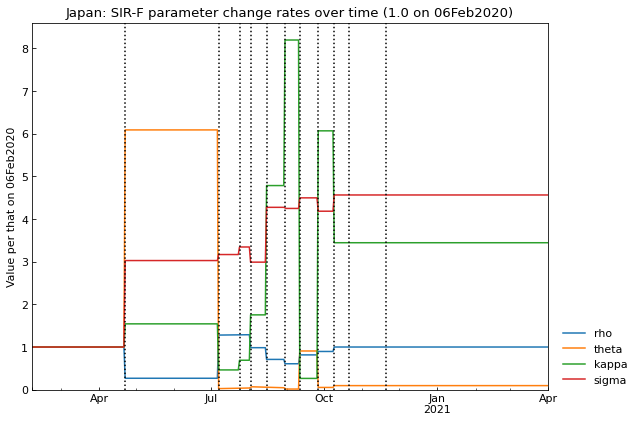 Japan: SIR-F parameter change rates over time (1.0 on 06Feb2020)
Value per that on 06Feb2020
8
7
6
5
4
3
2
1
0
Apr
Jul
Oct
Jan
2021
Apr
rho
theta
kappa
sigma